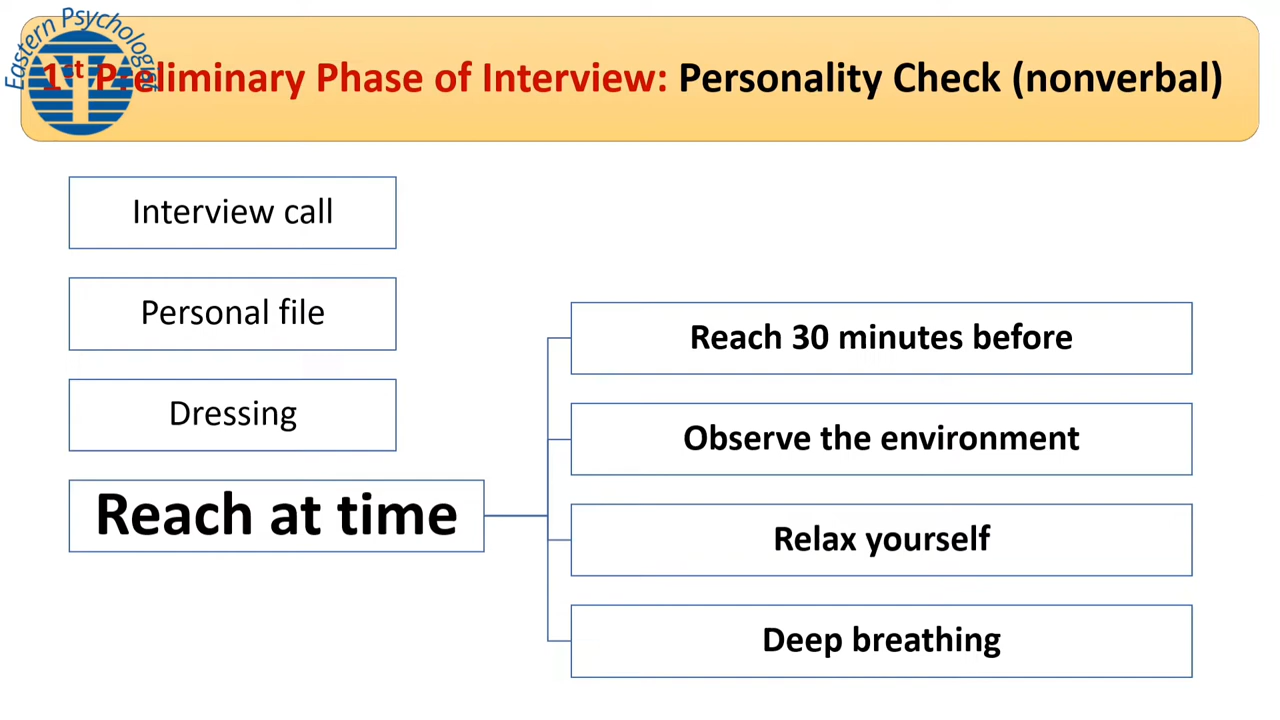 Eastern Psychologist
1st Preliminary Phase of Interview: Personality Check (nonverbal)
Interview call
Personal file
Dressing
Reach at time
Reach 30 minutes before
Observe the environment
Relax yourself
Deep breathing